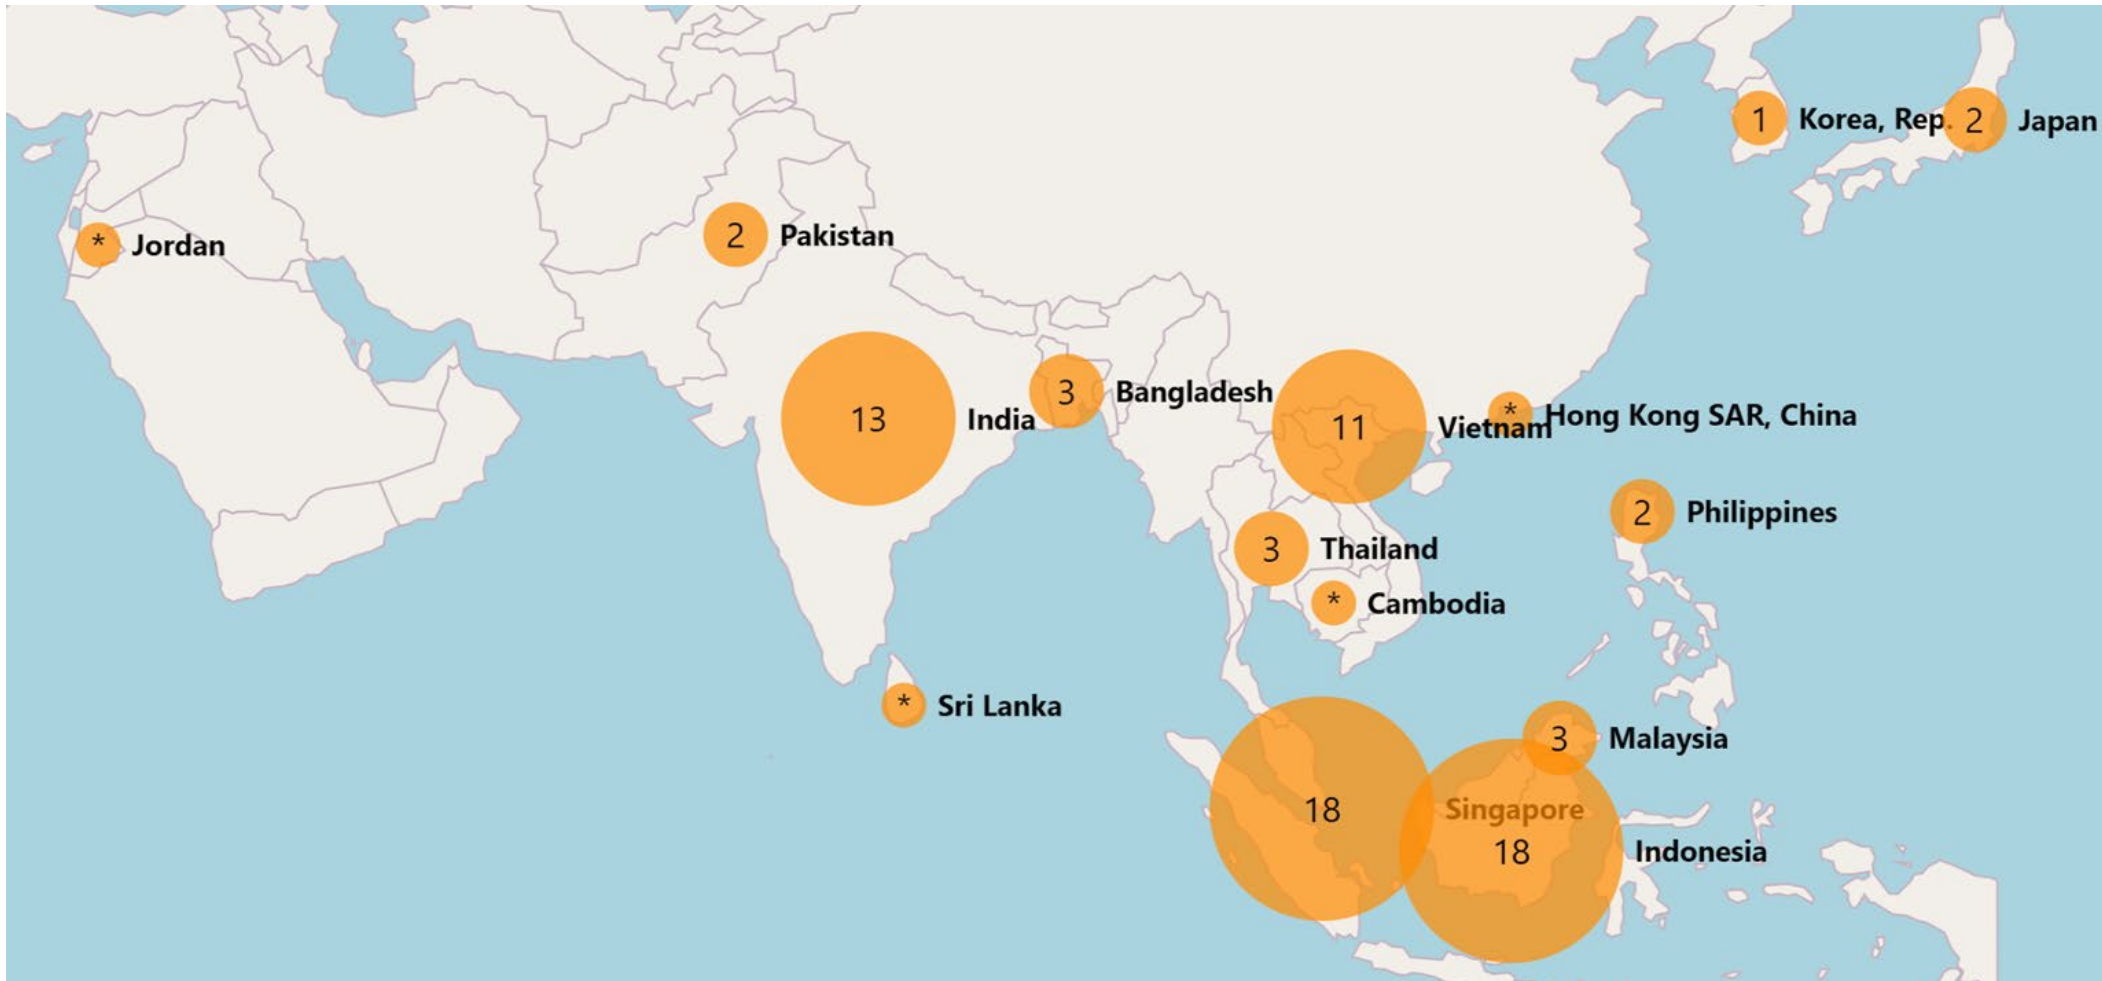 1 Korea, Rep. 2 Japan
* Jordan
2 Pakistan
13 India
3 Bangladesh
11 Vietnam
* Hong Kong SAR, China
2 Philippines
3 Thailand
* Cambodia
* Sri Lanka
3 Malaysia
18 Singapore
18 Indonesia